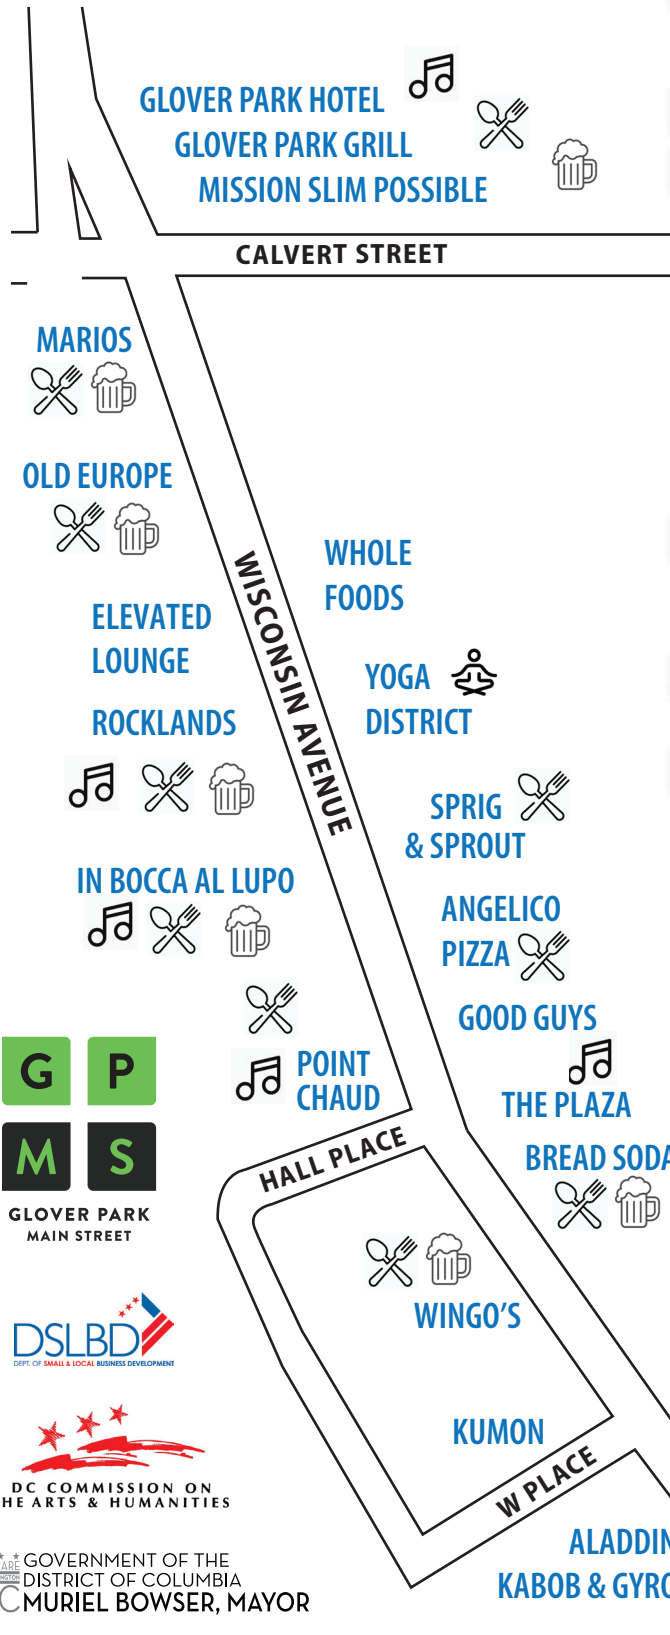 GLOVER PARK HOTEL
GLOVER PARK GRILL
MISSION SLIM POSSIBLE
CALVERT STREET
MARIOS
OLD EUROPE
WISCONSIN AVENUE
WHOLE
FOODS
ELEVATED
LOUNGE
YOGA
DISTRICT
ROCKLANDS
SPRIG
& SPROUT
IN BOCCA AL LUPO
ANGELICO
PIZZA
GOOD GUYS
POINT
CHAUD
THE PLAZA
HALL PLACE
BREAD SODA
WINGO'S
KUMON
W PLACE
ALADDIN
KABOB & GYRO
G P
M S
GLOVER PARK
MAIN STREET
DSLBD
DEPT. OF SMALL & LOCAL BUSINESS DEVELOPMENT
DC COMMISSION ON
HE ARTS & HUMANITIES
ARE
NGTON
C
GOVERNMENT OF THE
DISTRICT OF COLUMBIA
MURIEL BOWSER, MAYOR